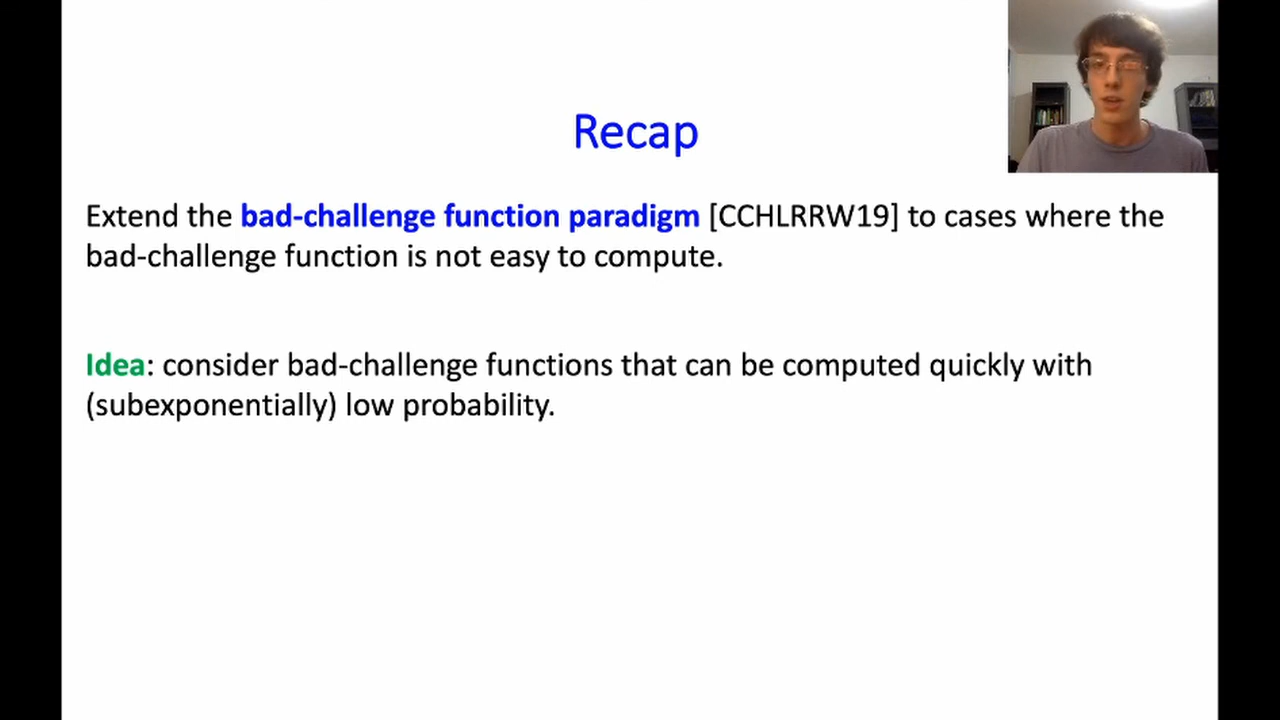 Recap
Extend the bad-challenge function paradigm [CCHLRRW19] to cases where the
bad-challenge function is not easy to compute.
Idea: consider bad-challenge functions that can be computed quickly with
(subexponentially) low probability.